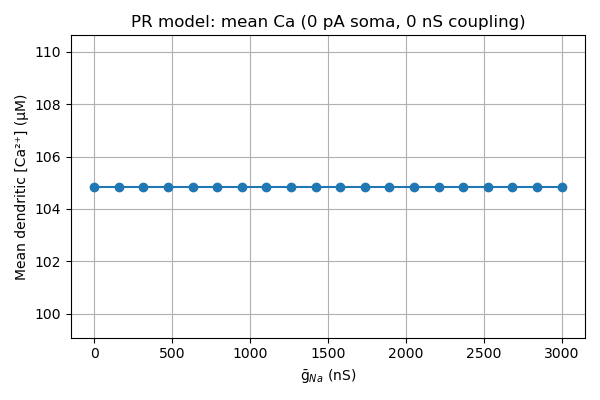 PR model: mean Ca (0 pA soma, 0 nS coupling)
Mean dendritic [Ca²⁺] (μM)
110
108
106
104
102
100
0 500 1000 1500 2000 2500 3000
ḡNa (nS)